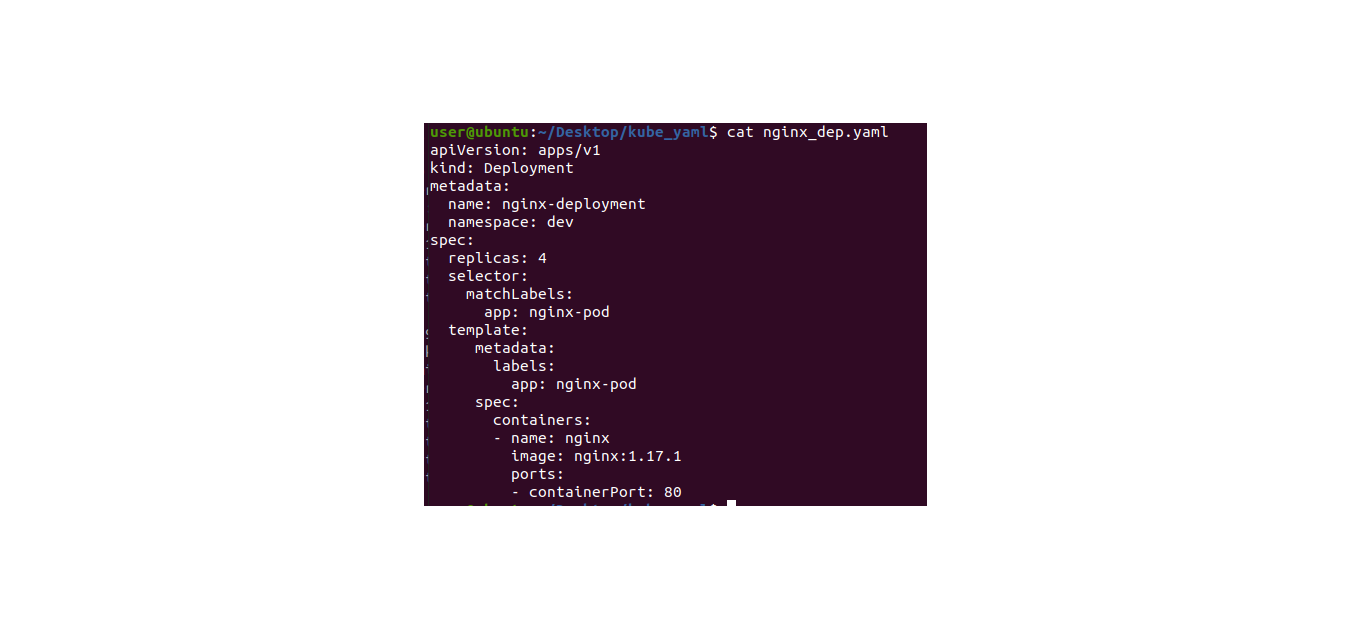 user@ubuntu:~/Desktop/kube_yaml$ cat nginx_dep.yaml
apiVersion: apps/v1
kind: Deployment
metadata:
  name: nginx-deployment
  namespace: dev
spec:
  replicas: 4
  selector:
    matchLabels:
      app: nginx-pod
  template:
     metadata:
       labels:
         app: nginx-pod
     spec:
       containers:
       - name: nginx
         image: nginx:1.17.1
         ports:
         - containerPort: 80